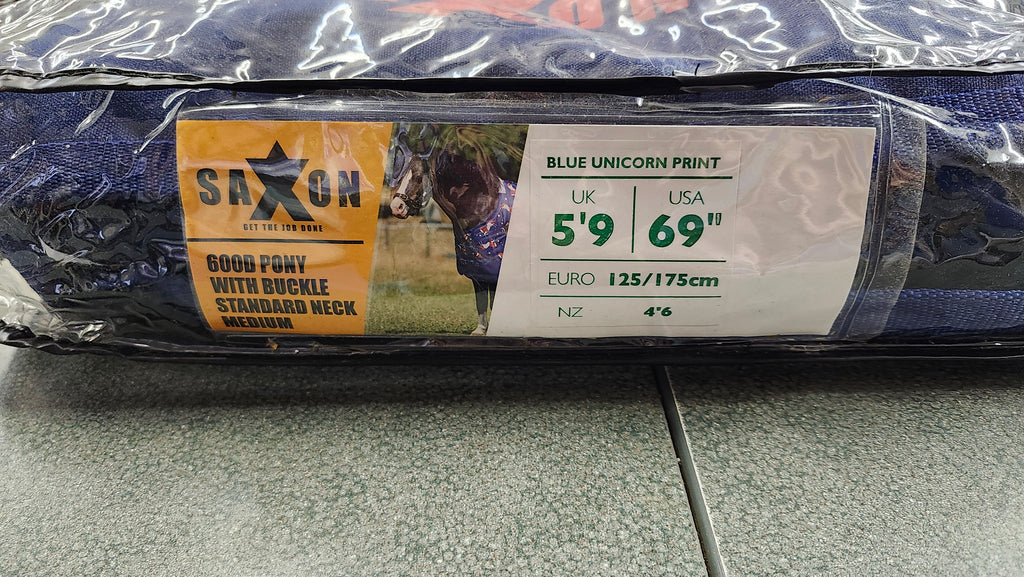 SAXON
GET THE JOB DONE
600D PONY
WITH BUCKLE
STANDARD NECK
MEDIUM
BLUE UNICORN PRINT
UK USA
5'9 69"
EURO 125/175cm
NZ 4'6